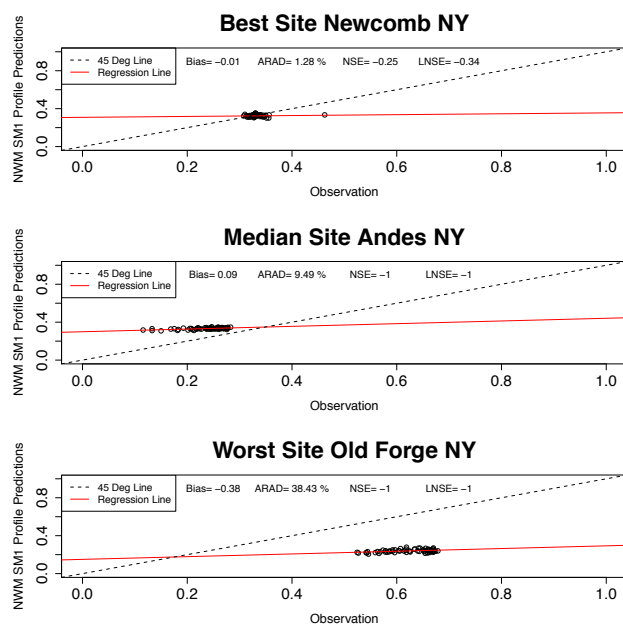 Best Site Newcomb NY
45 Deg Line
Regression Line
Bias= −0.01 ARAD= 1.28 % NSE= −0.25 LNSE= −0.34
NWM SM1 Profile Predictions
0.0 0.4 0.8
0.0 0.2 0.4 0.6 0.8 1.0
Observation
Median Site Andes NY
45 Deg Line
Regression Line
Bias= 0.09 ARAD= 9.49 % NSE= −1 LNSE= −1
NWM SM1 Profile Predictions
0.0 0.4 0.8
0.0 0.2 0.4 0.6 0.8 1.0
Observation
Worst Site Old Forge NY
45 Deg Line
Regression Line
Bias= −0.38 ARAD= 38.43 % NSE= −1 LNSE= −1
NWM SM1 Profile Predictions
0.0 0.4 0.8
0.0 0.2 0.4 0.6 0.8 1.0
Observation